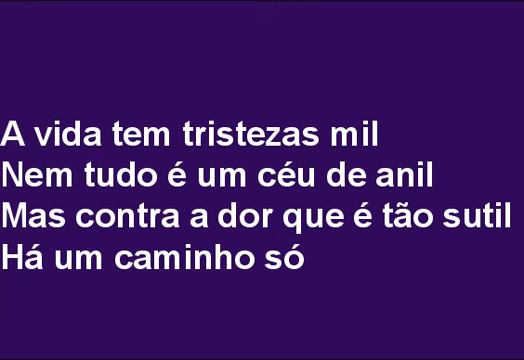 A vida tem tristezas mil
Nem tudo é um céu de anil
Mas contra a dor que é tão sutil
Há um caminho só